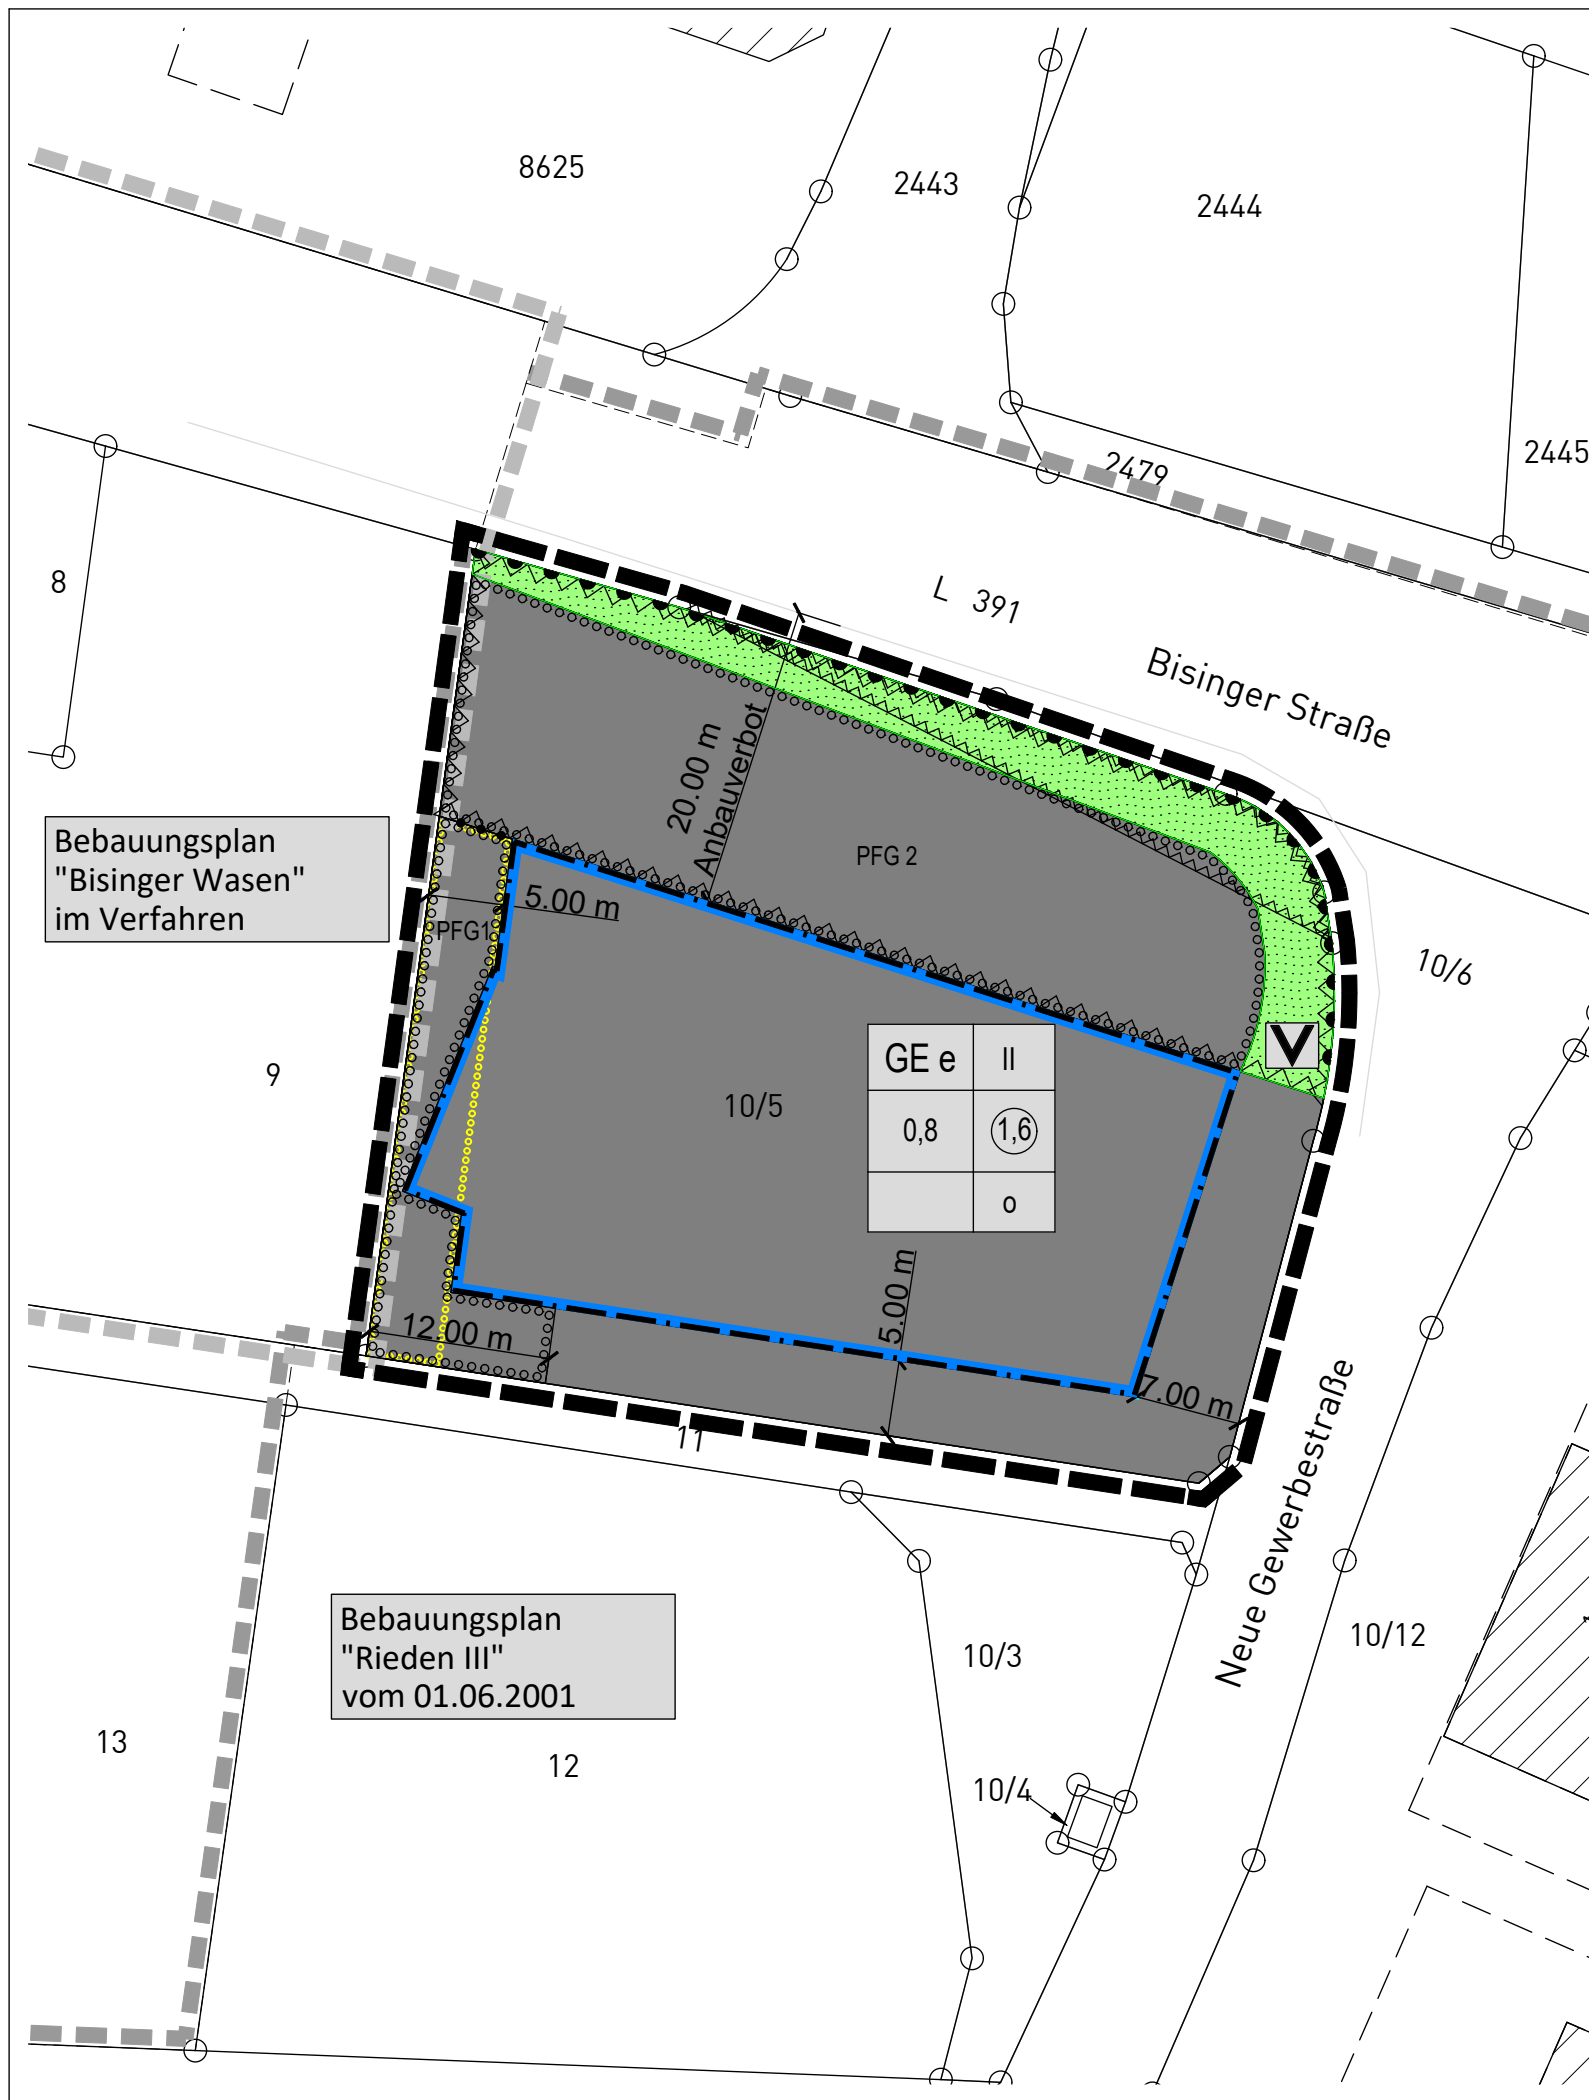 8625
2443
2444
2479
2445
8
L 391
Bisinger Straße
20.00 m
Anbauverbot
Bebauungsplan
"Bisinger Wasen"
im Verfahren
PFG 2
5.00 m
PFG1
10/6
9
10/5
GE e
II
0,8
1,6
o
V
5.00 m
12.00 m
7.00 m
11
Neue Gewerbestraße
Bebauungsplan
"Rieden III"
vom 01.06.2001
10/3
10/12
13
12
10/4